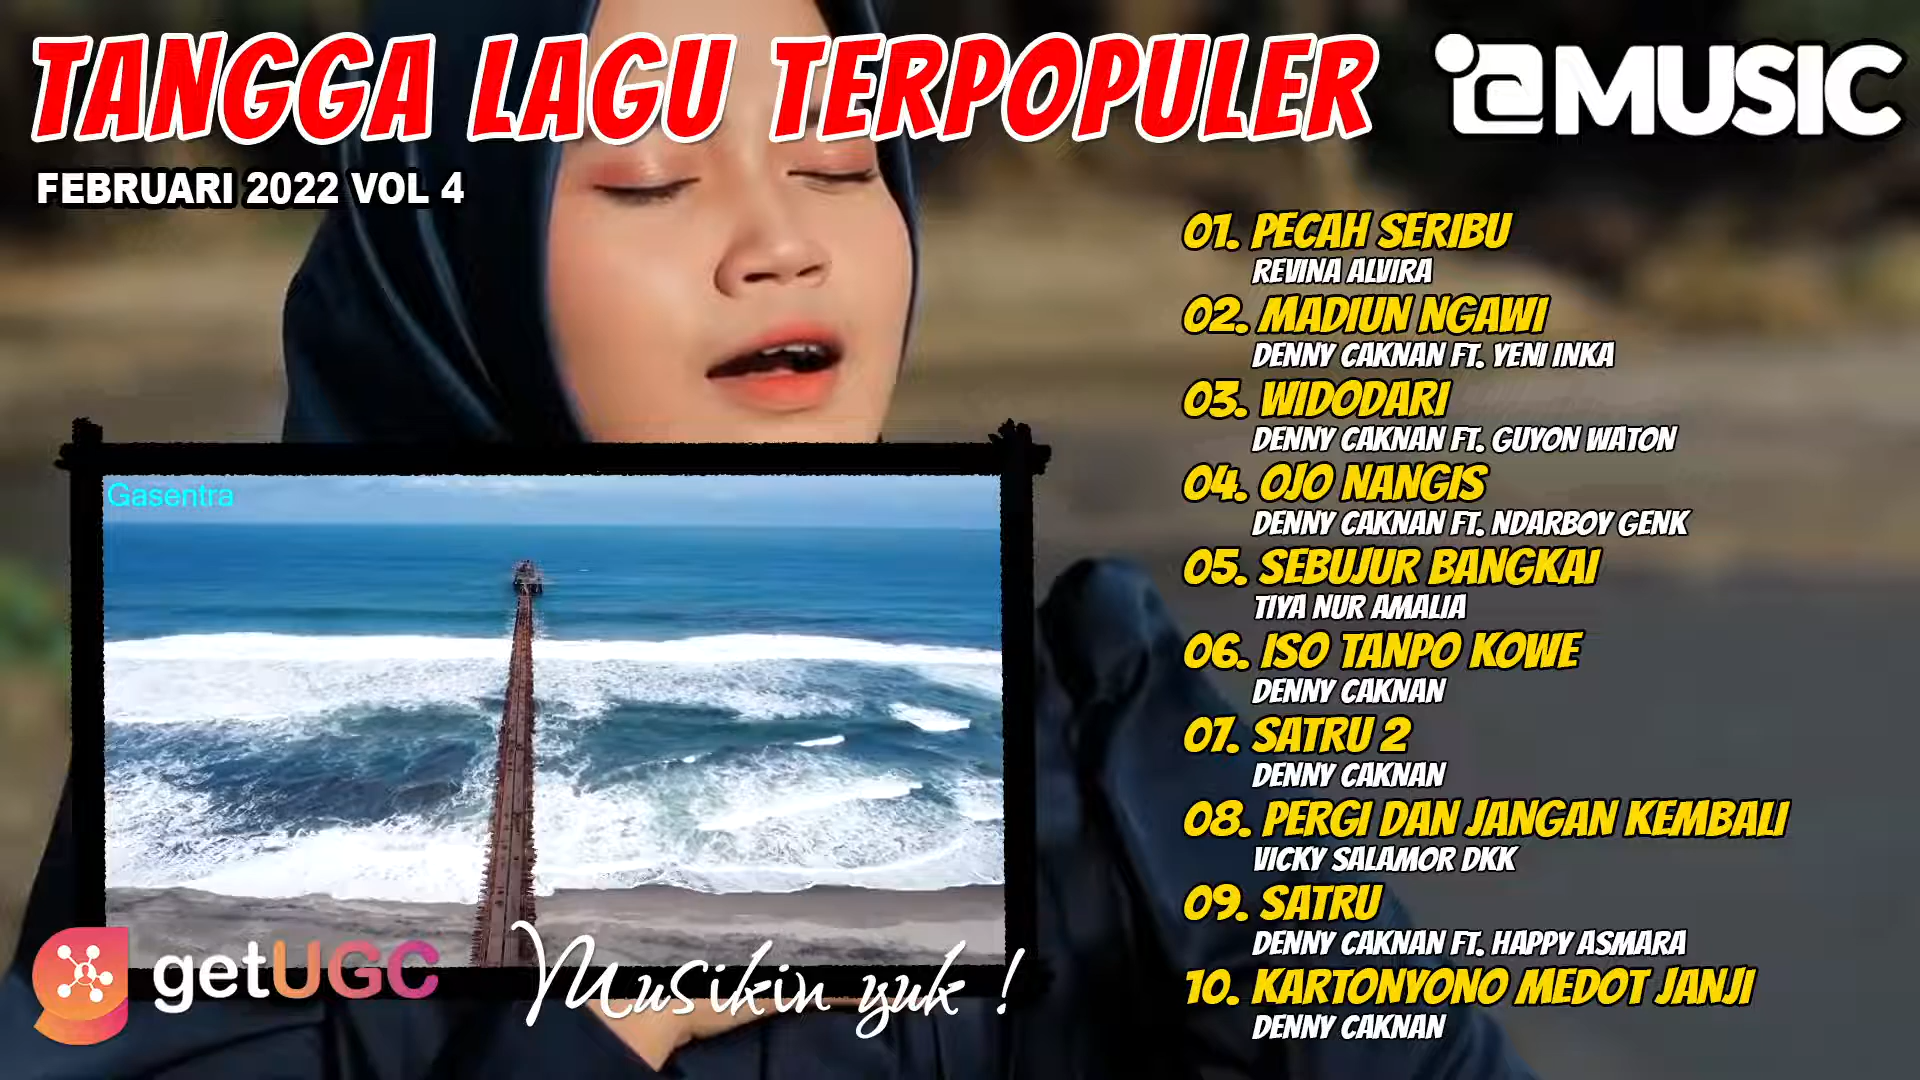 TANGGA LAGU TERPOPULER
MUSIC
FEBRUARI 2022 VOL 4
01. PECAH SERIBU
REVINA ALVIRA
02. MADIUN NGAWI
DENNY CAKNAN FT. YENI INKA
03. WIDODARI
DENNY CAKNAN FT. GUYON WATON
04. OJO NANGIS
DENNY CAKNAN FT. NDARBOY GENK
05. SEBUJUR BANGKAI
TIYA NUR AMALIA
06. ISO TANPO KOWE
DENNY CAKNAN
07. SATRU 2
DENNY CAKNAN
08. PERGI DAN JANGAN KEMBALI
VICKY SALAMOR DKK
09. SATRU
DENNY CAKNAN FT. HAPPY ASMARA
10. KARTONYONO MEDOT JANJI
DENNY CAKNAN
Gasentra
getUGC
Musikin yuk !